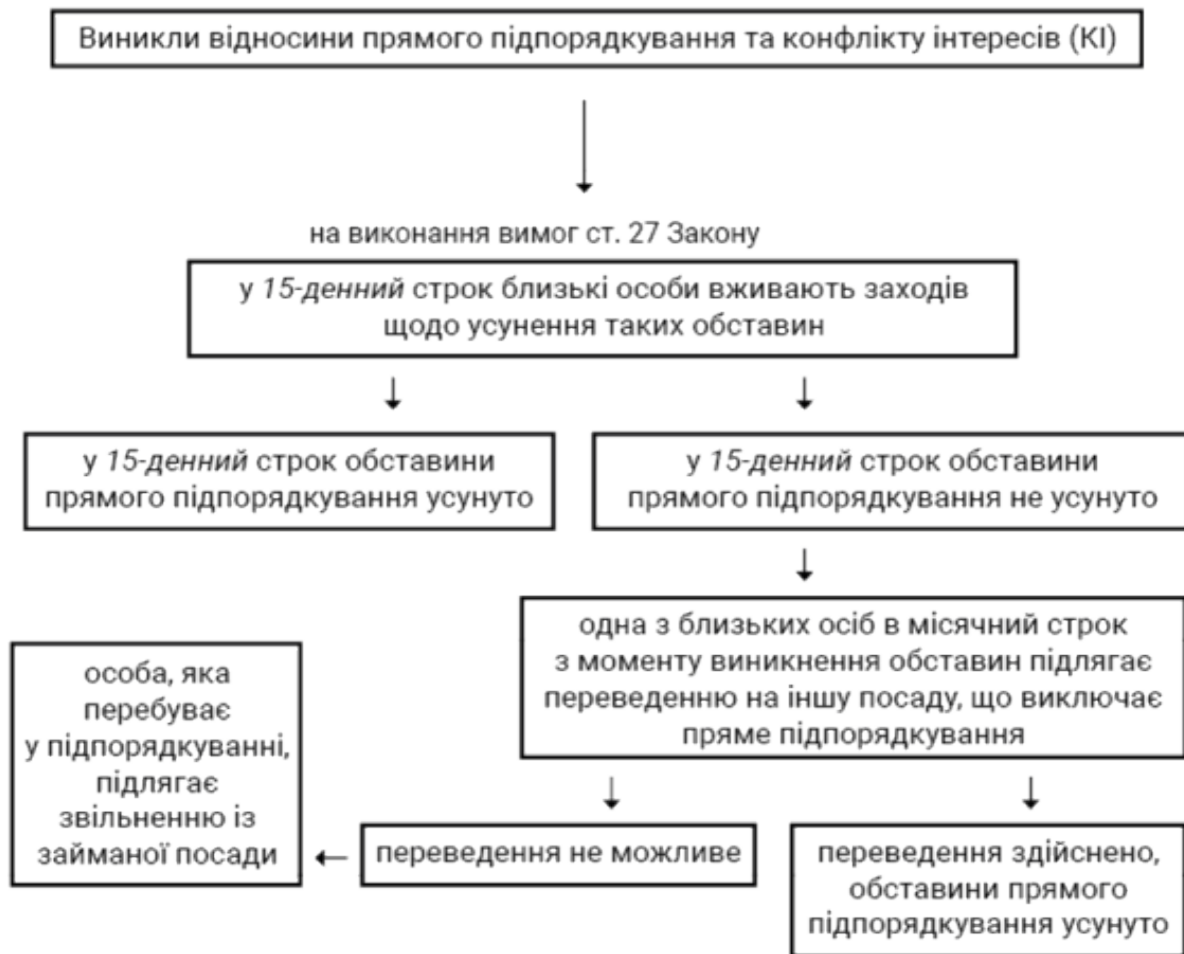 Виникли відносини прямого підпорядкування та конфлікту інтересів (КІ)
на виконання вимог ст. 27 Закону
у 15-денний строк близькі особи вживають заходів
щодо усунення таких обставин
у 15-денний строк обставини
прямого підпорядкування усунуто
у 15-денний строк обставини
прямого підпорядкування не усунуто
одна з близьких осіб в місячний строк
з моменту виникнення обставин підлягає
переведенню на іншу посаду, що виключає
пряме підпорядкування
особа, яка
перебуває
у підпорядкуванні,
підлягає
звільненню із
займаної посади
переведення не можливе
переведення здійснено,
обставини прямого
підпорядкування усунуто